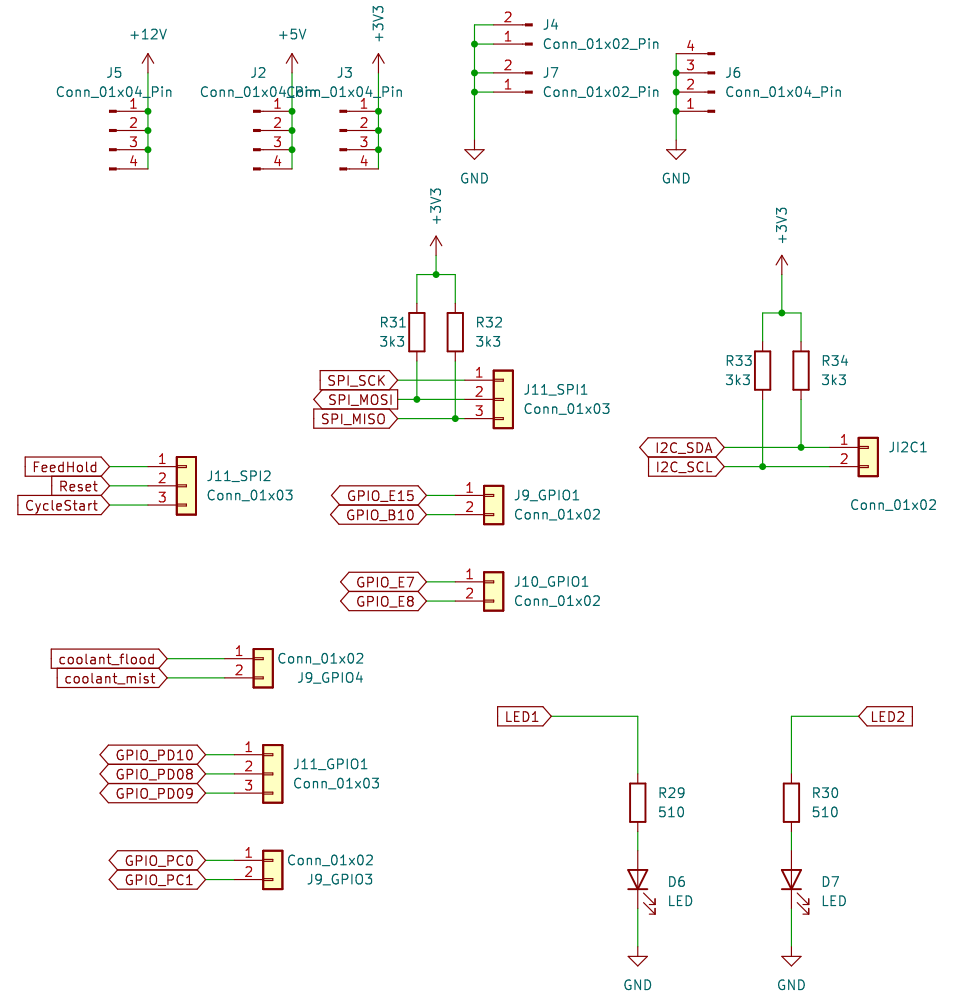 +12V
J5
Conn_01x04_Pin
1
2
3
4
+5V
J2
Conn_01x04_Pin
1
2
3
4
+3V3
J3
Conn_01x04_Pin
1
2
3
4
2
1
J4
Conn_01x02_Pin
2
1
J7
Conn_01x02_Pin
GND
4
3
2
1
J6
Conn_01x04_Pin
GND
+3V3
R31
3k3
R32
3k3
SPI_SCK
SPI_MOSI
SPI_MISO
1
2
3
J11_SPI1
Conn_01x03
+3V3
R33
3k3
R34
3k3
I2C_SDA
I2C_SCL
1
2
JI2C1
Conn_01x02
FeedHold
Reset
CycleStart
1
2
3
J11_SPI2
Conn_01x03
GPIO_E15
GPIO_B10
1
2
J9_GPIO1
Conn_01x02
GPIO_E7
GPIO_E8
1
2
J10_GPIO1
Conn_01x02
coolant_flood
coolant_mist
1
2
Conn_01x02
J9_GPIO4
GPIO_PD10
GPIO_PD08
GPIO_PD09
1
2
3
J11_GPIO1
Conn_01x03
GPIO_PC0
GPIO_PC1
1
2
Conn_01x02
J9_GPIO3
LED1
R29
510
D6
LED
GND
LED2
R30
510
D7
LED
GND